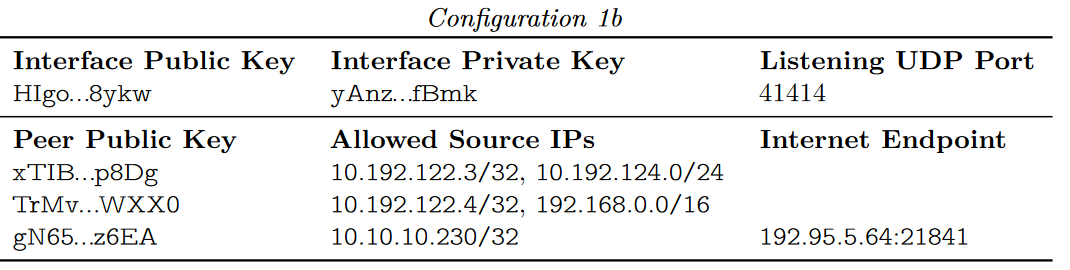 Configuration 1b
Interface Public Key Interface Private Key Listening UDP Port
HIgo...8ykw yAnz...fBmk 41414
Peer Public Key Allowed Source IPs Internet Endpoint
xTIB...p8Dg 10.192.122.3/32, 10.192.124.0/24
TrMv...WXX0 10.192.122.4/32, 192.168.0.0/16
gN65...z6EA 10.10.10.230/32 192.95.5.64:21841